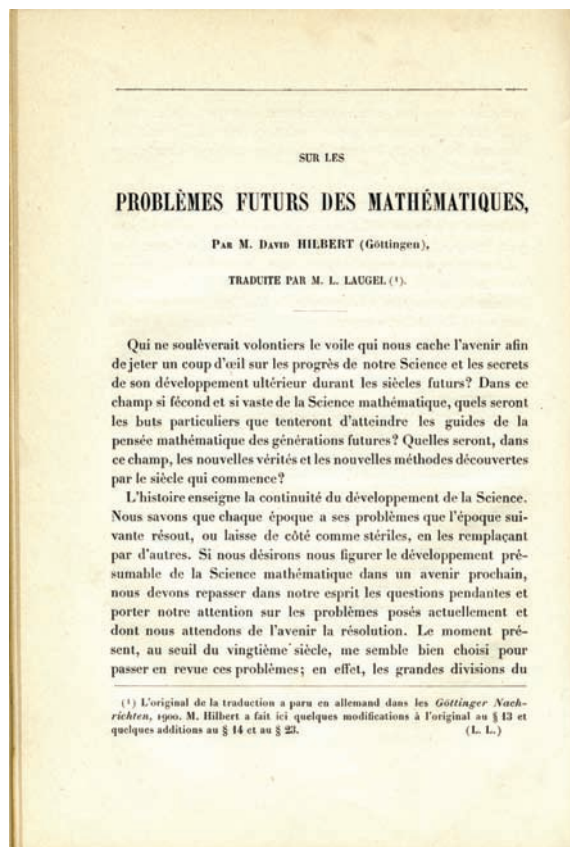 SUR LES
PROBLÈMES FUTURS DES MATHÉMATIQUES,
PAR M. DAVID HILBERT (Göttingen),
TRADUITE PAR M. L. LAUGEL (¹).
Qui ne soulèverait volontiers le voile qui nous cache l'avenir afin
de jeter un coup d'œil sur les progrès de notre Science et les secrets
de son développement ultérieur durant les siècles futurs? Dans ce
champ si fécond et si vaste de la Science mathématique, quels seront
les buts particuliers que tenteront d'atteindre les guides de la
pensée mathématique des générations futures? Quelles seront, dans
ce champ, les nouvelles vérités et les nouvelles méthodes découvertes
par le siècle qui commence?
L'histoire enseigne la continuité du développement de la Science.
Nous savons que chaque époque a ses problèmes que l'époque sui-
vante résout, ou laisse de côté comme stériles, en les remplaçant
par d'autres. Si nous désirons nous figurer le développement pré-
sumable de la Science mathématique dans un avenir prochain,
nous devons repasser dans notre esprit les questions pendantes et
porter notre attention sur les problèmes posés actuellement et
dont nous attendons de l'avenir la résolution. Le moment pré-
sent, au seuil du vingtième siècle, me semble bien choisi pour
passer en revue ces problèmes; en effet, les grandes divisions du
(¹) L'original de la traduction a paru en allemand dans les Göttinger Nach-
richten, 1900. M. Hilbert a fait ici quelques modifications à l'original au § 13 et
quelques additions au § 14 et au § 23. (L. L.)